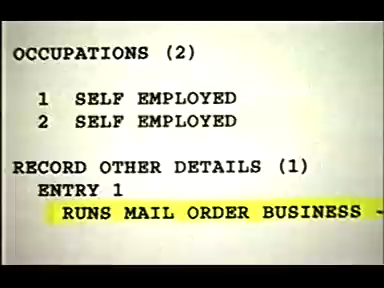 OCCUPATIONS (2)
1 SELF EMPLOYED
2 SELF EMPLOYED
RECORD OTHER DETAILS (1)
ENTRY 1
RUNS MAIL ORDER BUSINESS -